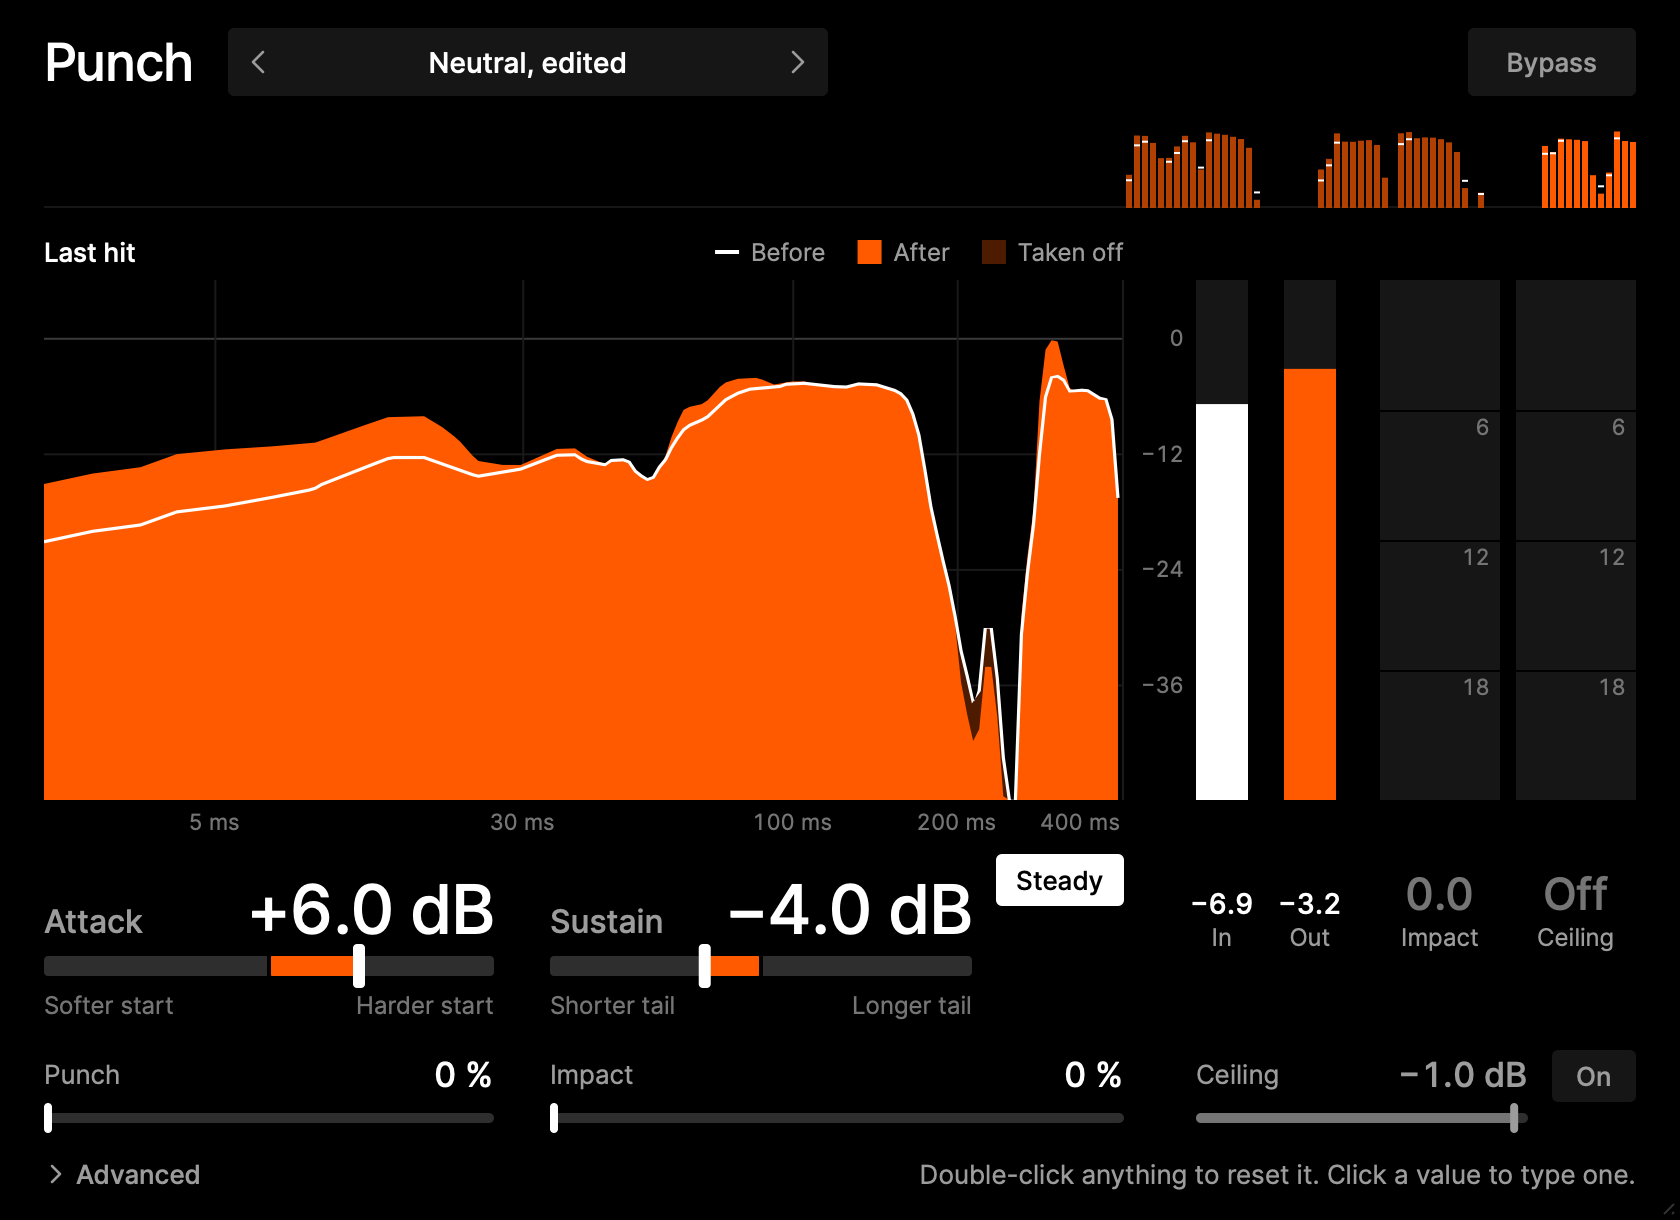 Punch
Neutral, edited
Bypass
Last hit
Before
After
Taken off
0
−12
−24
−36
6
12
18
6
12
18
5 ms
30 ms
100 ms
200 ms
400 ms
Attack +6.0 dB
Softer start
Harder start
Sustain −4.0 dB
Shorter tail
Longer tail
Steady
−6.9
In
−3.2
Out
0.0
Impact
Off
Ceiling
Punch 0 %
Impact 0 %
Ceiling −1.0 dB
On
Advanced
Double-click anything to reset it. Click a value to type one.